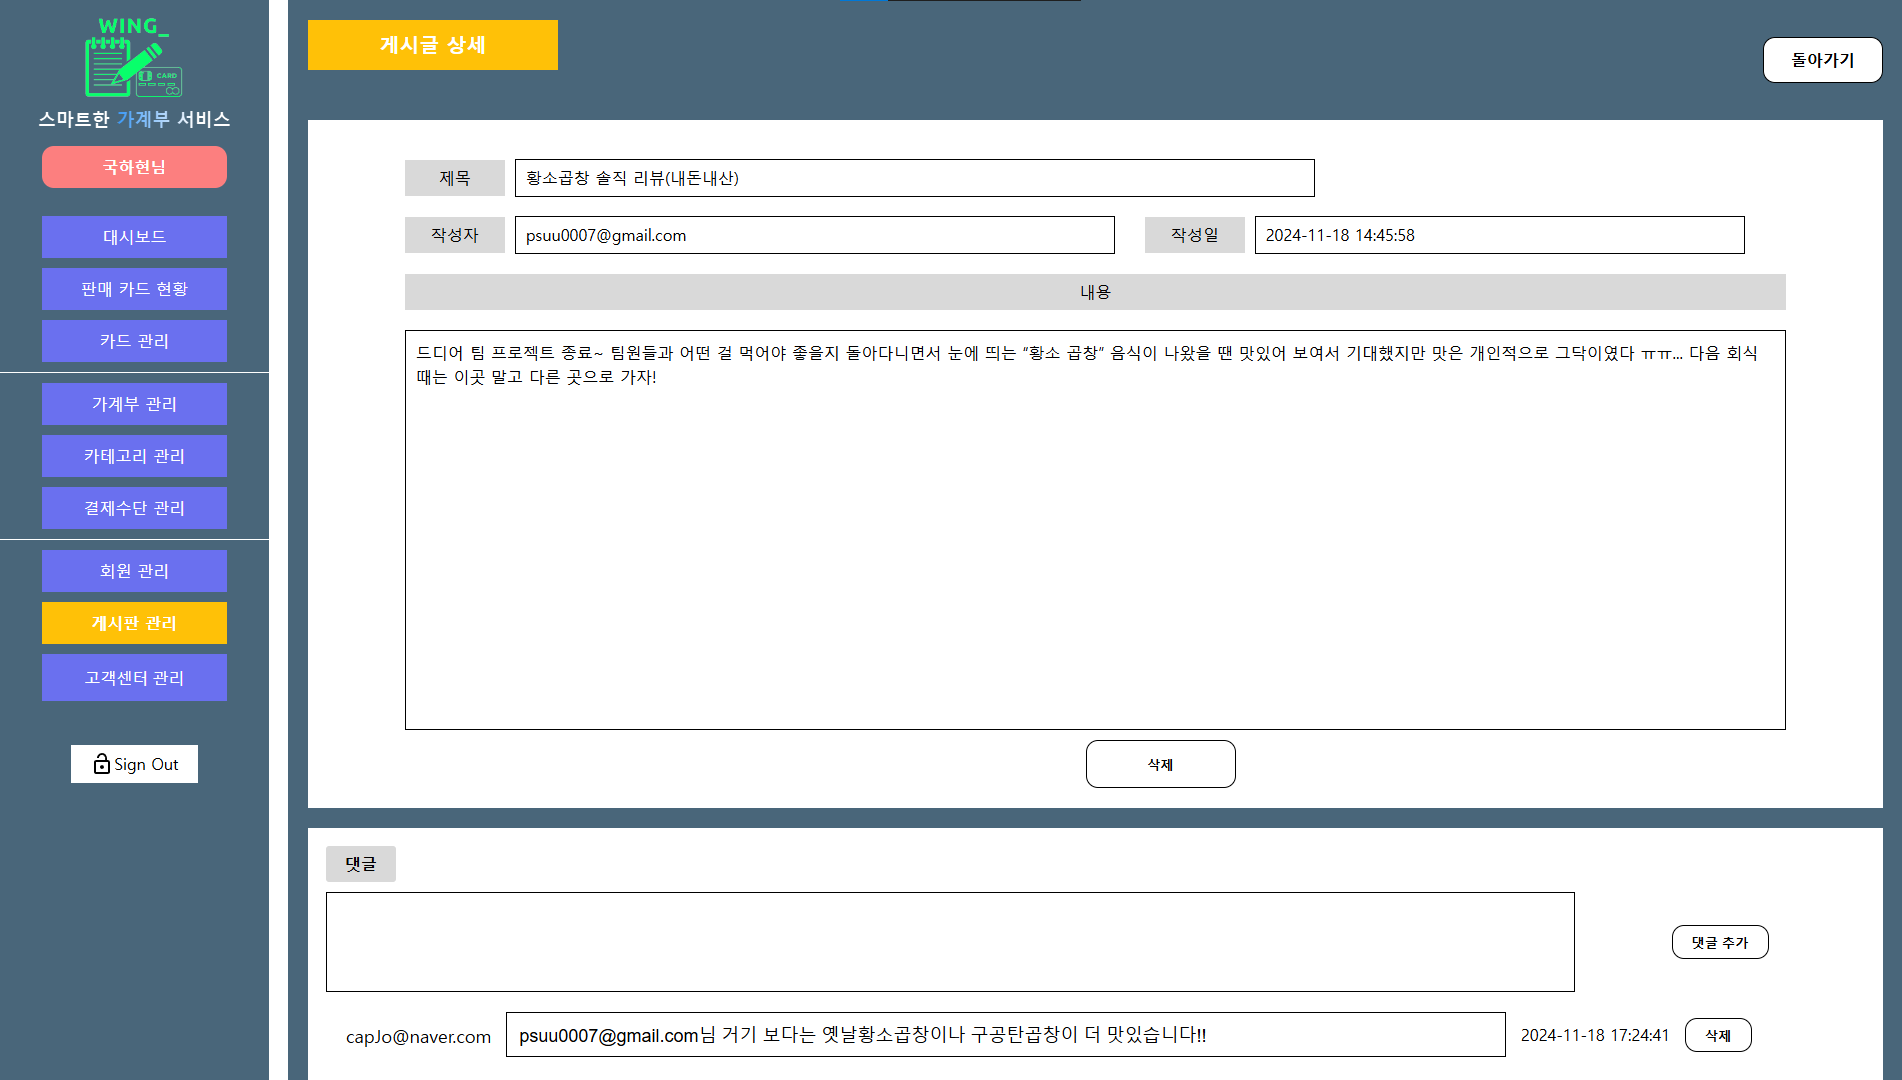 WING_
CARD
스마트한 가계부 서비스
국하현님
대시보드
판매 카드 현황
카드 관리
가계부 관리
카테고리 관리
결제수단 관리
회원 관리
게시판 관리
고객센터 관리
Sign Out
게시글 상세
돌아가기
제목 황소곱창 솔직 리뷰(내돈내산)
작성자 psuu0007@gmail.com 작성일 2024-11-18 14:45:58
내용
드디어 팀 프로젝트 종료~ 팀원들과 어떤 걸 먹어야 좋을지 돌아다니면서 눈에 띄는 “황소 곱창” 음식이 나왔을 땐 맛있어 보여서 기대했지만 맛은 개인적으로 그닥이였다 ㅠㅠ... 다음 회식
때는 이곳 말고 다른 곳으로 가자!
삭제
댓글
댓글 추가
capJo@naver.com psuu0007@gmail.com님 거기 보다는 옛날황소곱창이나 구공탄곱창이 더 맛있습니다!! 2024-11-18 17:24:41 삭제